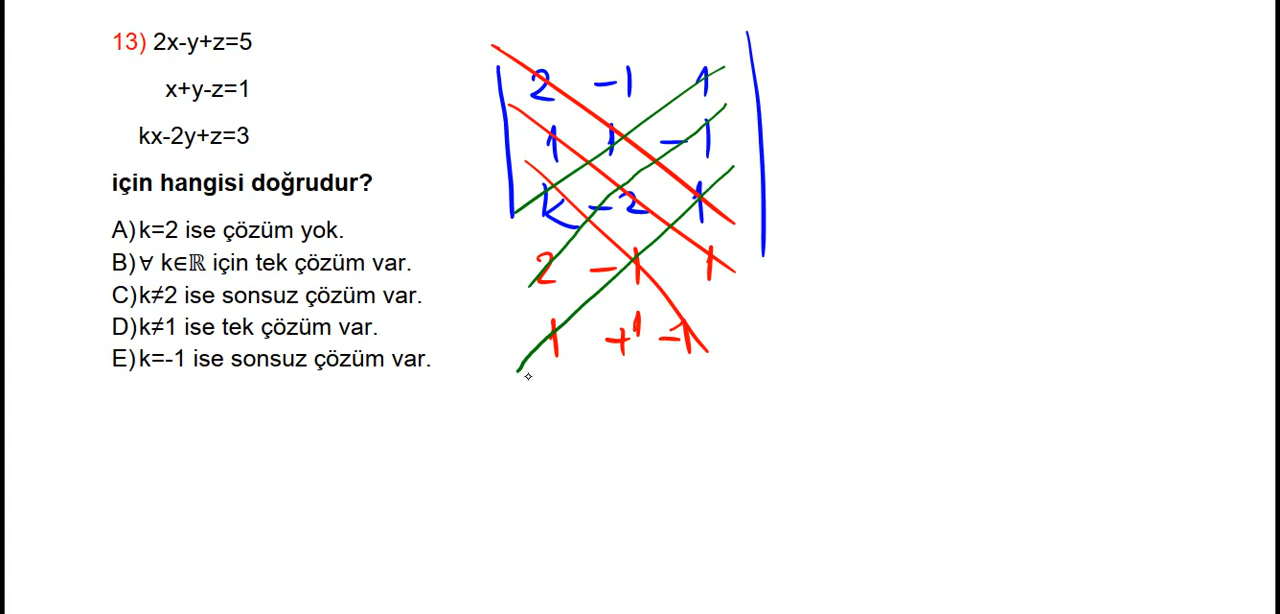 13) 2x-y+z=5
x+y-z=1
kx-2y+z=3
için hangisi doğrudur?
A) k=2 ise çözüm yok.
B) ∀ k∈ℝ için tek çözüm var.
C) k≠2 ise sonsuz çözüm var.
D) k≠1 ise tek çözüm var.
E) k=-1 ise sonsuz çözüm var.
2 -1 1
1 1 -1
k -2 1
2 -1 1
1 +1 -1